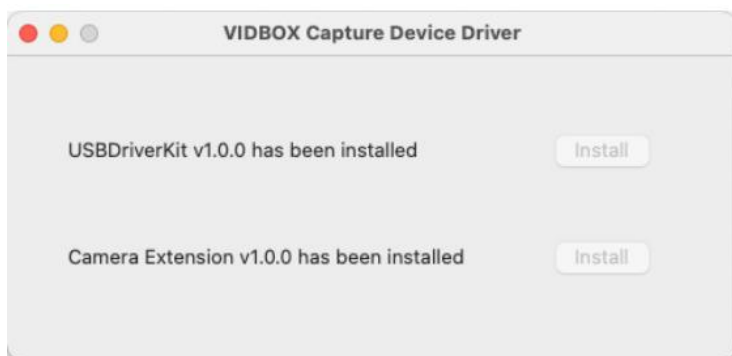 VIDBOX Capture Device Driver
USBDriverKit v1.0.0 has been installed Install
Camera Extension v1.0.0 has been installed Install